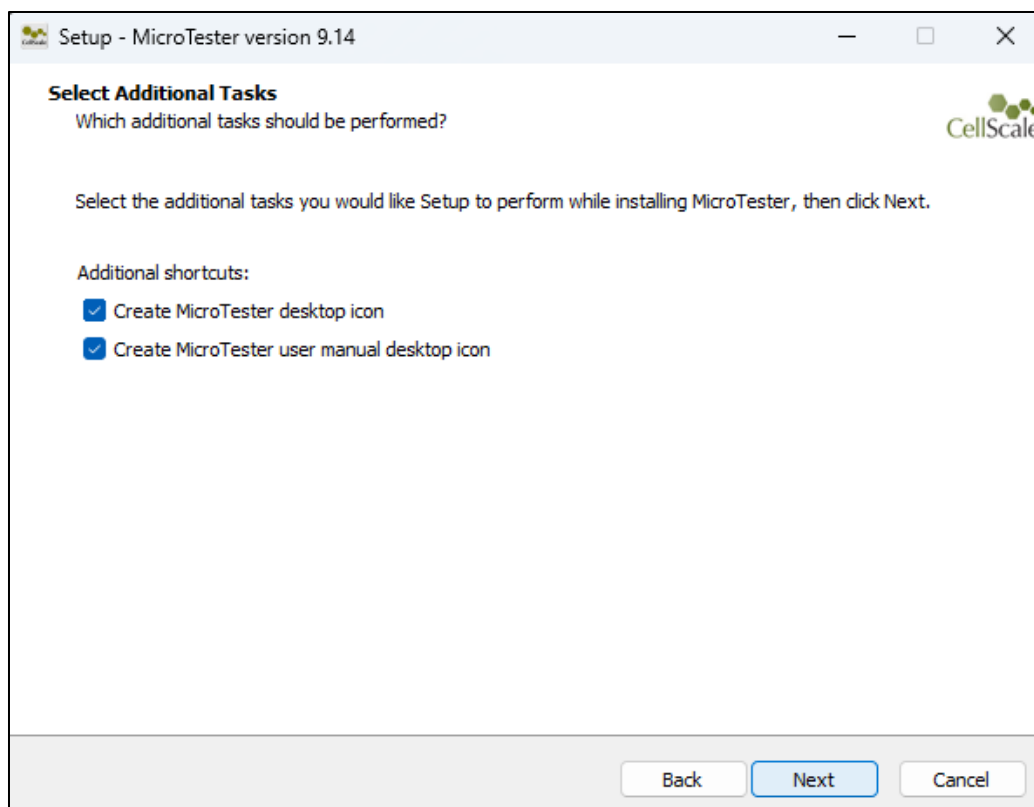 Setup - MicroTester version 9.14
Select Additional Tasks
Which additional tasks should be performed?
CellScale
Select the additional tasks you would like Setup to perform while installing MicroTester, then click Next.
Additional shortcuts:
Create MicroTester desktop icon
Create MicroTester user manual desktop icon
Back
Next
Cancel